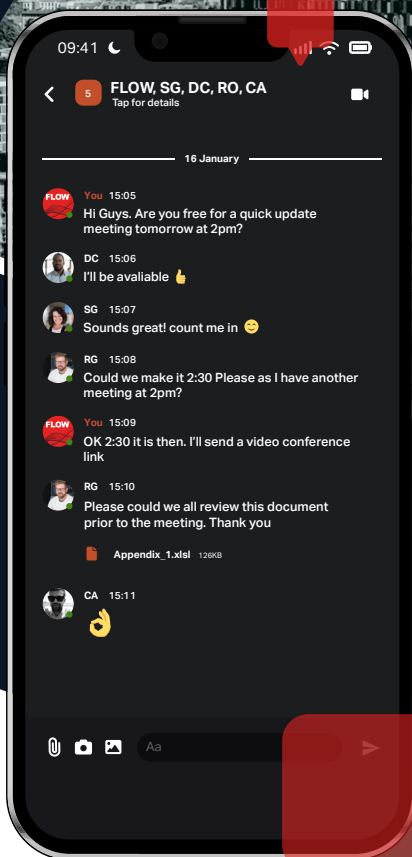 09:41
5
FLOW, SG, DC, RO, CA
Tap for details
16 January
FLOW
You 15:05
Hi Guys. Are you free for a quick update
meeting tomorrow at 2pm?
DC 15:06
I'll be avaliable 👍
SG 15:07
Sounds great! count me in 😊
RG 15:08
Could we make it 2:30 Please as I have another
meeting at 2pm?
FLOW
You 15:09
OK 2:30 it is then. I'll send a video conference
link
RG 15:10
Please could we all review this document
prior to the meeting. Thank you
Appendix_1.xlsl 126KB
CA 15:11
👌
Aa